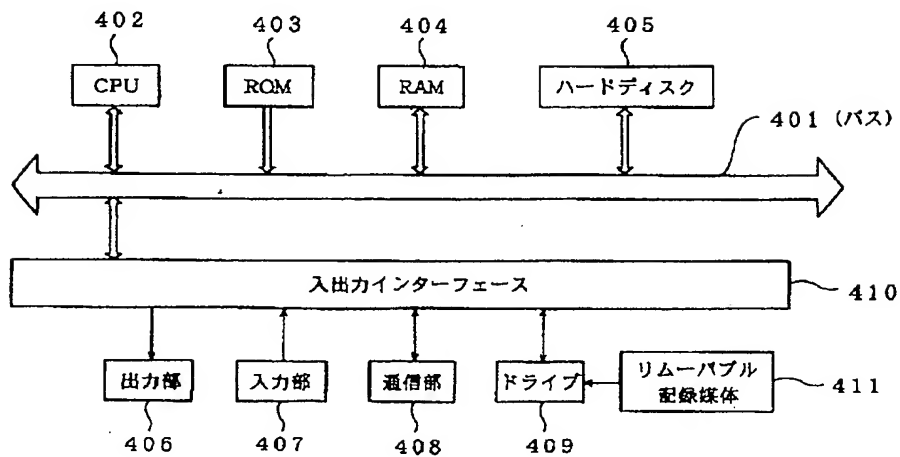 402 403 404 405
CPU ROM RAM ハードディスク
401 (バス)
入出力インターフェース
410
出力部 入力部 通信部 ドライブ リムーバブル
記録媒体
411
406 407 408 409